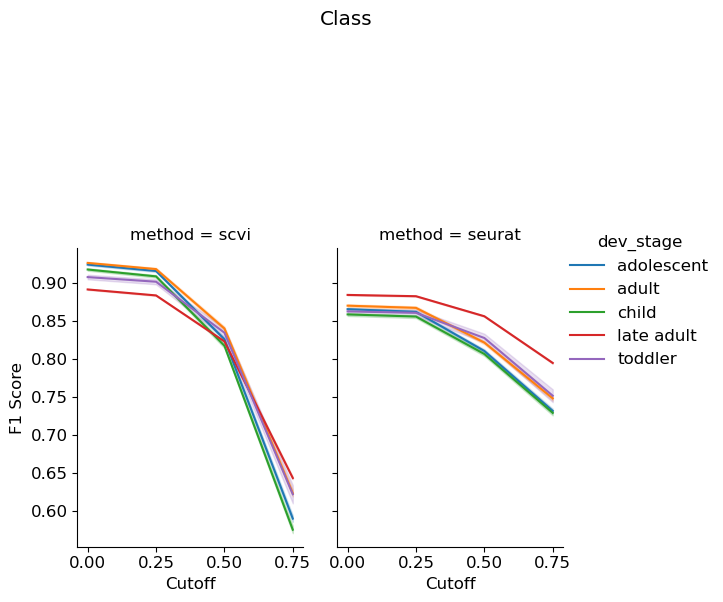 Class
method = scvi
method = seurat
dev_stage
adolescent
adult
child
late adult
toddler
F1 Score
0.90
0.85
0.80
0.75
0.70
0.65
0.60
0.00 0.25 0.50 0.75
0.00 0.25 0.50 0.75
Cutoff
Cutoff